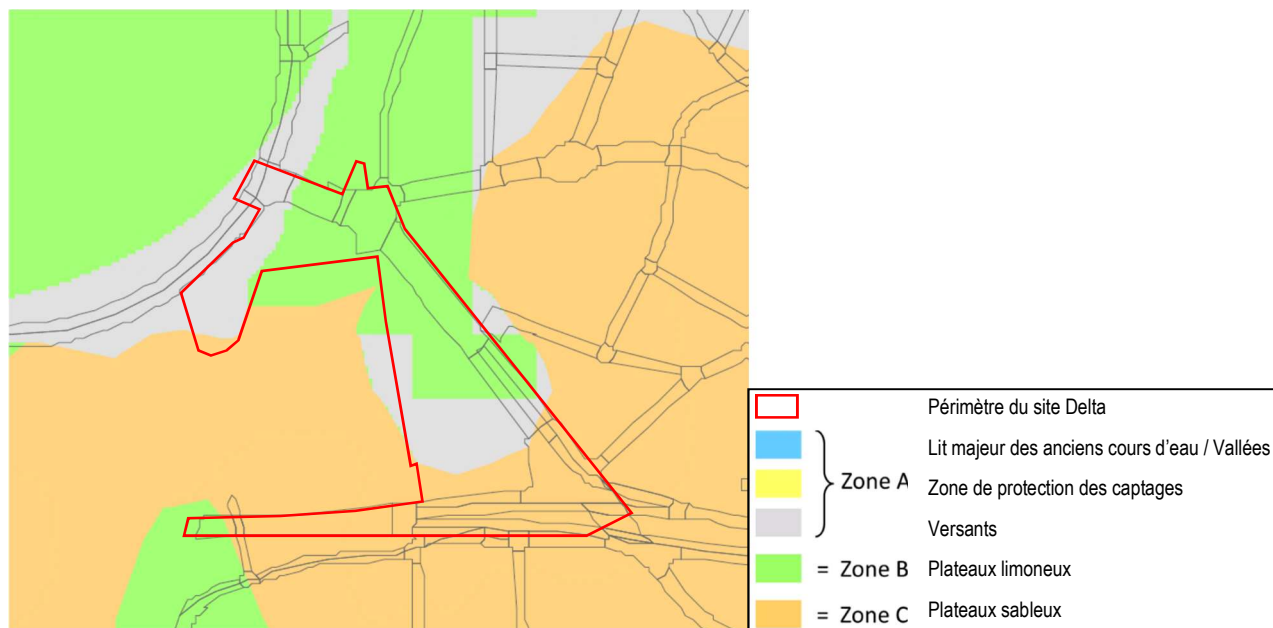 Périmètre du site Delta
Lit majeur des anciens cours d'eau / Vallées
Zone A
Zone de protection des captages
Versants
= Zone B Plateaux limoneux
= Zone C Plateaux sableux